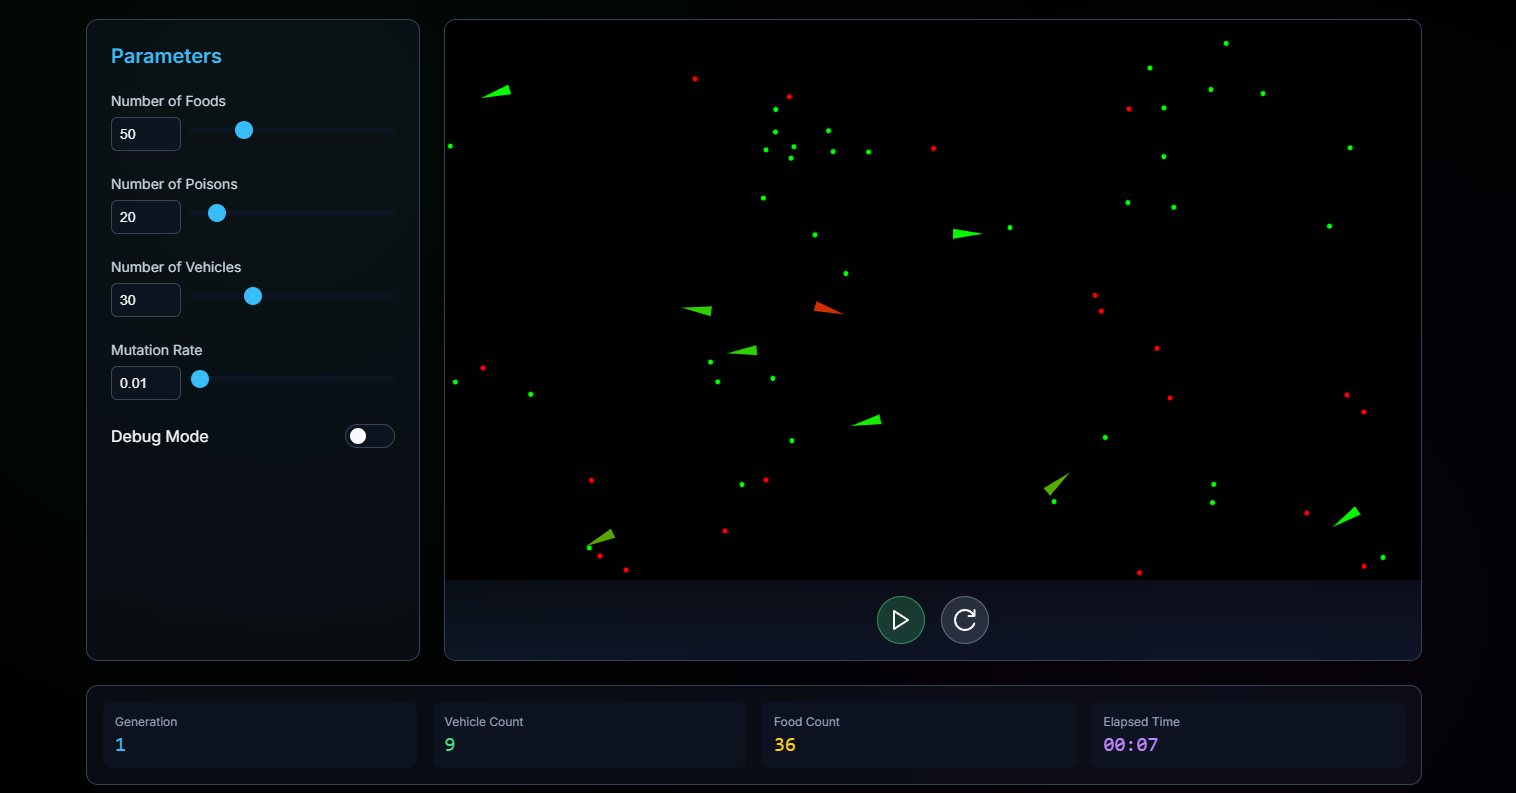 Parameters
Number of Foods
50
Number of Poisons
20
Number of Vehicles
30
Mutation Rate
0.01
Debug Mode
Generation
1
Vehicle Count
9
Food Count
36
Elapsed Time
00:07